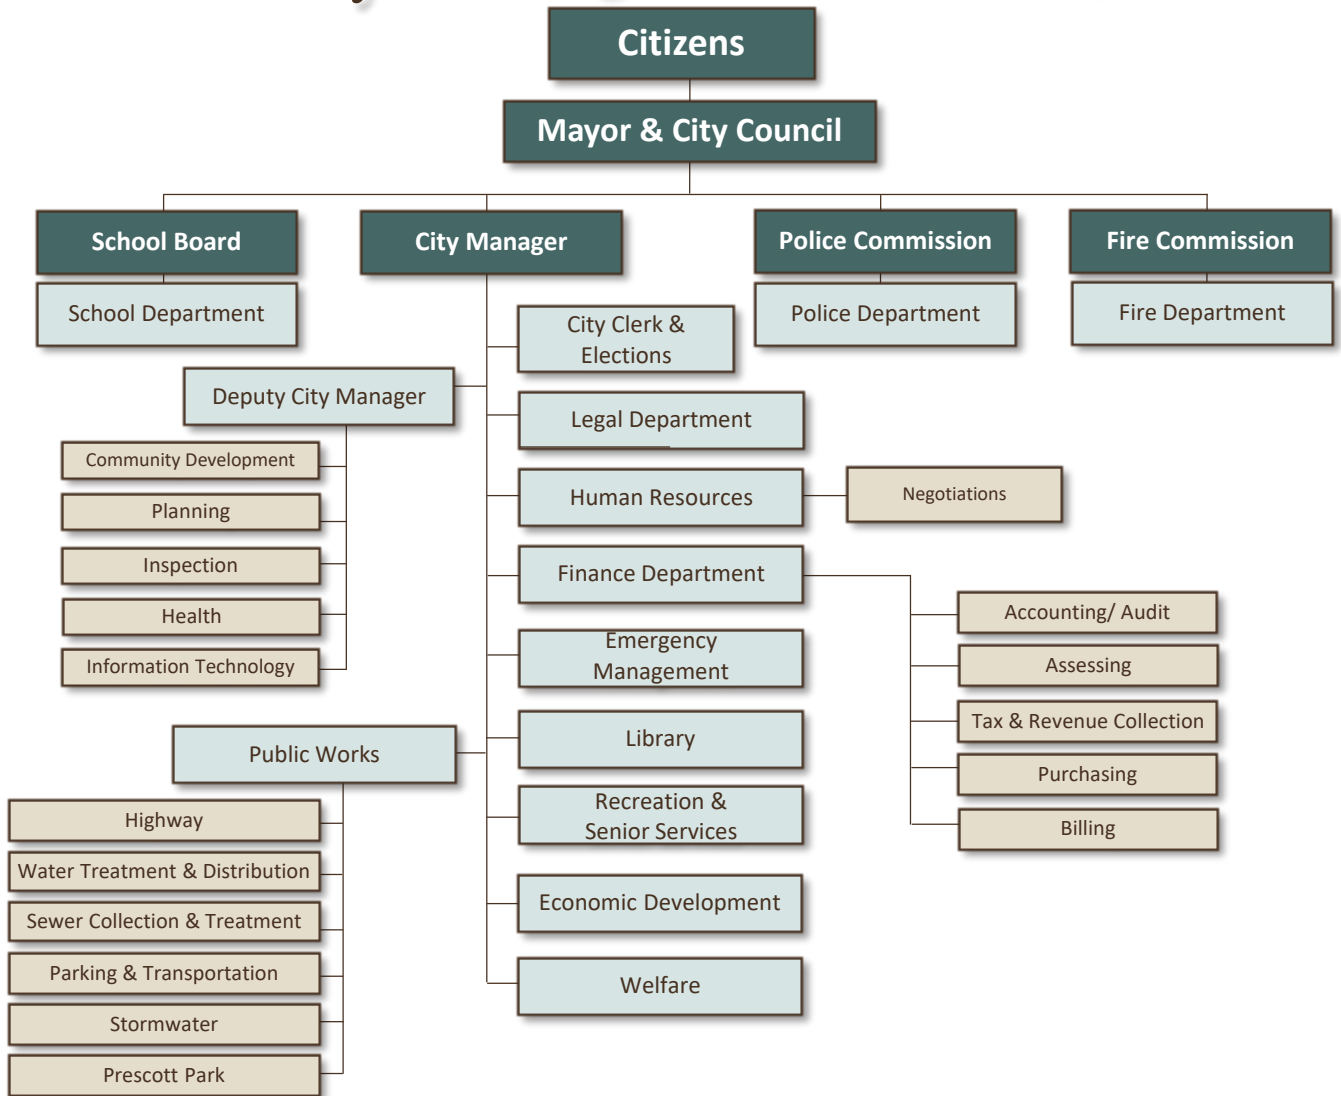 Citizens
Mayor & City Council
School Board
City Manager
Police Commission
Fire Commission
School Department
Police Department
Fire Department
City Clerk &
Elections
Deputy City Manager
Legal Department
Community Development
Planning
Inspection
Health
Information Technology
Human Resources
Negotiations
Finance Department
Accounting/ Audit
Assessing
Tax & Revenue Collection
Purchasing
Billing
Emergency
Management
Public Works
Library
Highway
Water Treatment & Distribution
Sewer Collection & Treatment
Parking & Transportation
Stormwater
Prescott Park
Recreation &
Senior Services
Economic Development
Welfare